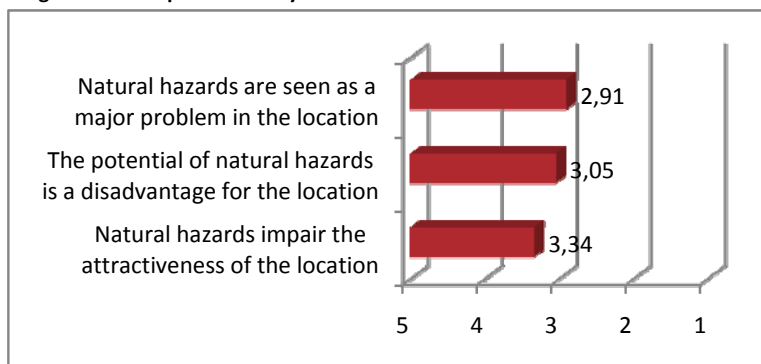 Natural hazards are seen as a
major problem in the location
2,91
The potential of natural hazards
is a disadvantage for the location
3,05
Natural hazards impair the
attractiveness of the location
3,34
5 4 3 2 1